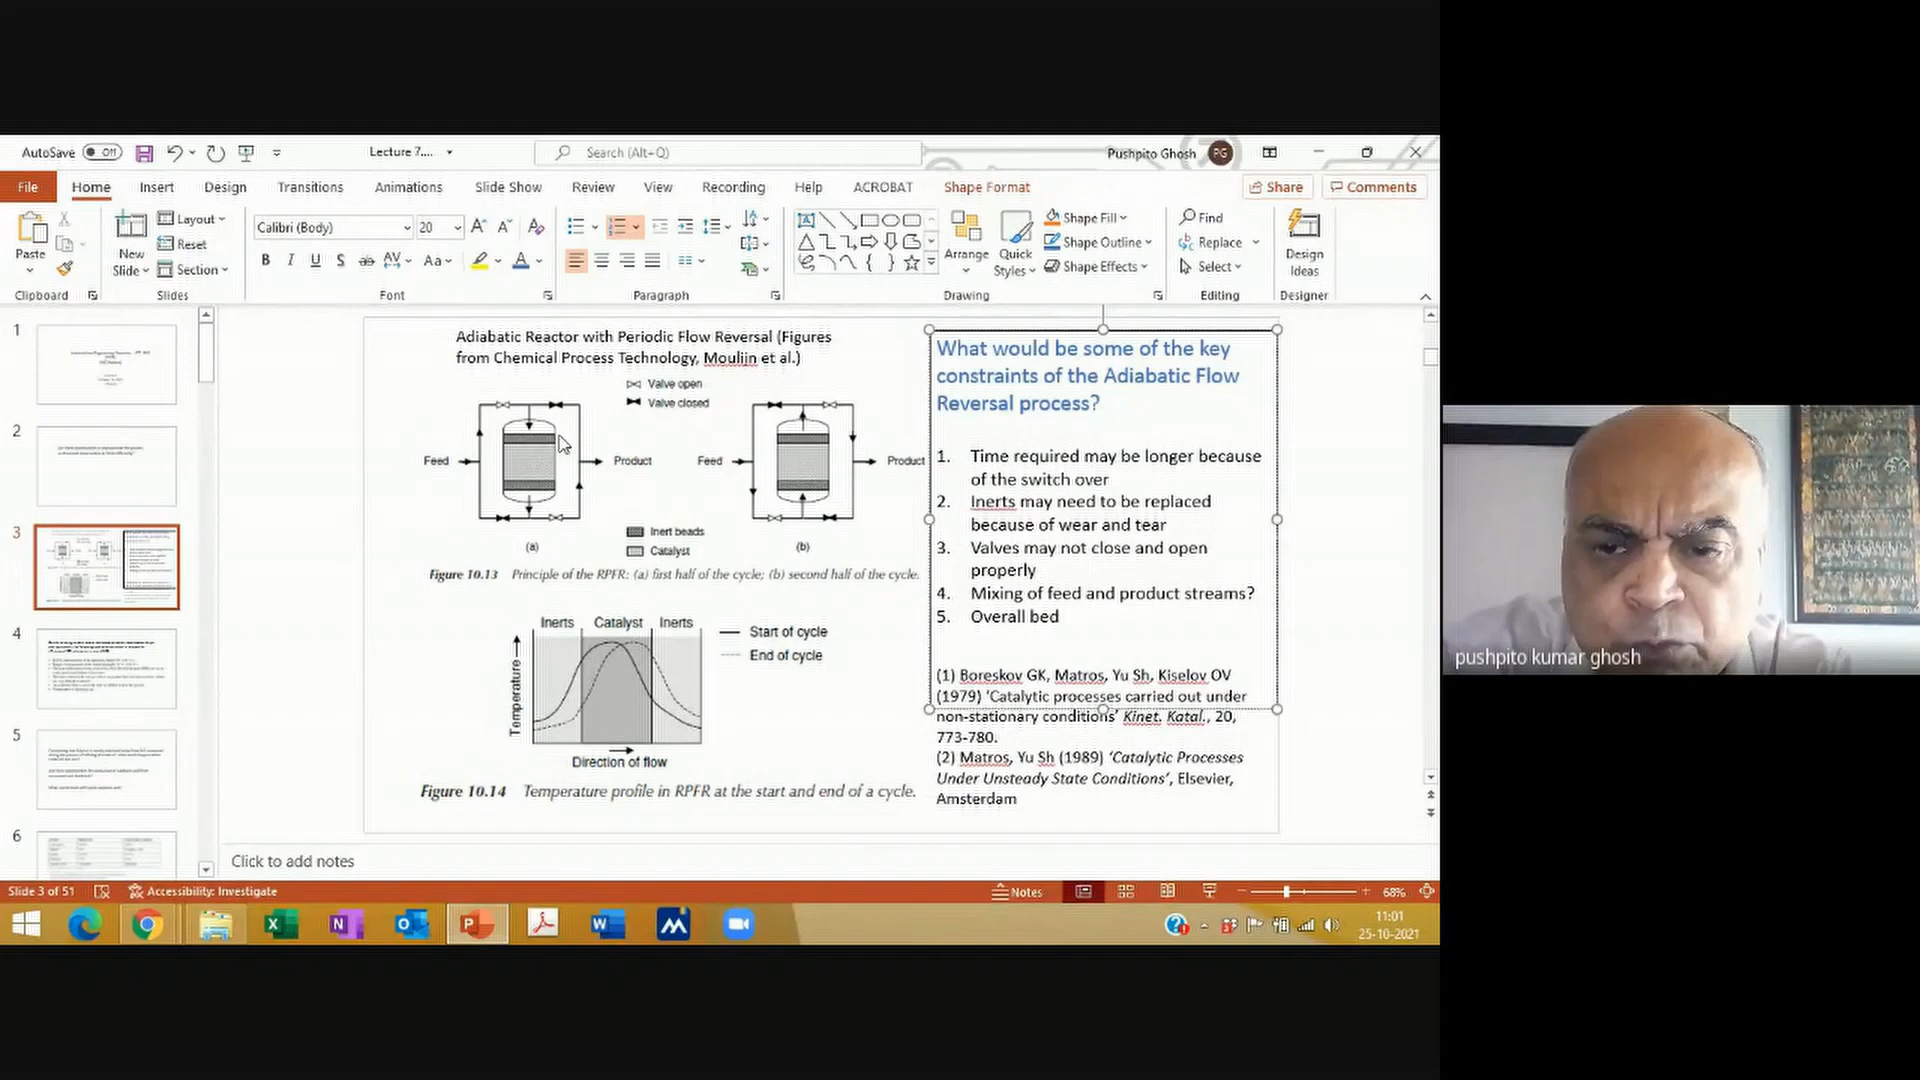 AutoSave Off
Lecture 7....
Search (Alt+Q)
Pushpito Ghosh PG
File Home Insert Design Transitions Animations Slide Show Review View Recording Help ACROBAT Shape Format
Share Comments
Paste
Clipboard
New Slide
Layout
Reset
Section
Slides
Calibri (Body) 20
B I U S ab AV Aa A
Font
Paragraph
Arrange
Quick Styles
Shape Fill
Shape Outline
Shape Effects
Drawing
Find
Replace
Select
Editing
Design Ideas
Designer
1
2
3
4
5
6
Adiabatic Reactor with Periodic Flow Reversal (Figures
from Chemical Process Technology, Moulijn et al.)
Valve open
Valve closed
Feed
Product
Feed
Product
Inert beads
Catalyst
(a)
(b)
Figure 10.13 Principle of the RPFR: (a) first half of the cycle; (b) second half of the cycle.
Inerts Catalyst Inerts
Start of cycle
End of cycle
Temperature
Direction of flow
Figure 10.14 Temperature profile in RPFR at the start and end of a cycle.
What would be some of the key
constraints of the Adiabatic Flow
Reversal process?
1. Time required may be longer because
of the switch over
2. Inerts may need to be replaced
because of wear and tear
3. Valves may not close and open
properly
4. Mixing of feed and product streams?
5. Overall bed
(1) Boreskov GK, Matros, Yu Sh, Kiselov OV
(1979) ‘Catalytic processes carried out under
non-stationary conditions’ Kinet. Katal., 20,
773-780.
(2) Matros, Yu Sh (1989) ‘Catalytic Processes
Under Unsteady State Conditions’, Elsevier,
Amsterdam
Click to add notes
Slide 3 of 51 Accessibility: Investigate
Notes
68%
11:01
25-10-2021
pushpito kumar ghosh